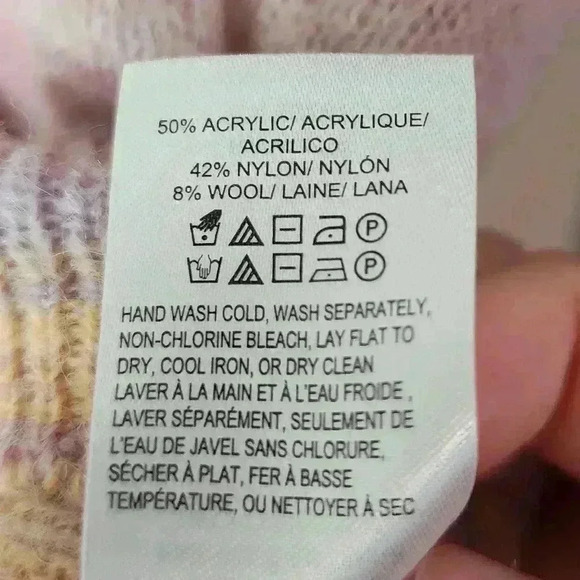 50% ACRYLIC/ ACRYLIQUE/
ACRILICO
42% NYLON/ NYLÓN
8% WOOL/ LAINE/ LANA
P
P
HAND WASH COLD, WASH SEPARATELY,
NON-CHLORINE BLEACH, LAY FLAT TO
DRY, COOL IRON, OR DRY CLEAN
LAVER À LA MAIN ET À L'EAU FROIDE ,
LAVER SÉPARÉMENT, SEULEMENT DE
L'EAU DE JAVEL SANS CHLORURE,
SÉCHER À PLAT, FER À BASSE
TEMPÉRATURE, OU NETTOYER À SEC